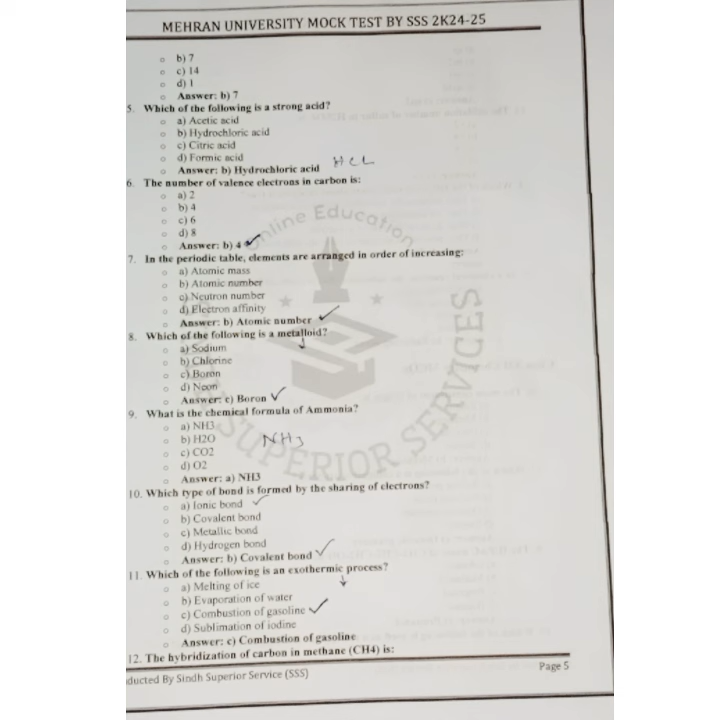 MEHRAN UNIVERSITY MOCK TEST BY SSS 2K24-25
b) 7
c) 14
d) 1
Answer: b) 7
5. Which of the following is a strong acid?
a) Acetic acid
b) Hydrochloric acid
c) Citric acid
d) Formic acid
Answer: b) Hydrochloric acid HCL
6. The number of valence electrons in carbon is:
a) 2
b) 4
c) 6
d) 8
Answer: b) 4
7. In the periodic table, elements are arranged in order of increasing:
a) Atomic mass
b) Atomic number
c) Neutron number
d) Electron affinity
Answer: b) Atomic number
8. Which of the following is a metalloid?
a) Sodium
b) Chlorine
c) Boron
d) Neon
Answer: c) Boron
9. What is the chemical formula of Ammonia?
a) NH3
b) H2O NH3
c) CO2
d) O2
Answer: a) NH3
10. Which type of bond is formed by the sharing of electrons?
a) Ionic bond
b) Covalent bond
c) Metallic bond
d) Hydrogen bond
Answer: b) Covalent bond
11. Which of the following is an exothermic process?
a) Melting of ice
b) Evaporation of water
c) Combustion of gasoline
d) Sublimation of iodine
Answer: c) Combustion of gasoline
12. The hybridization of carbon in methane (CH4) is:
ducted By Sindh Superior Service (SSS) Page 5
Online Education
SUPERIOR SERVICES